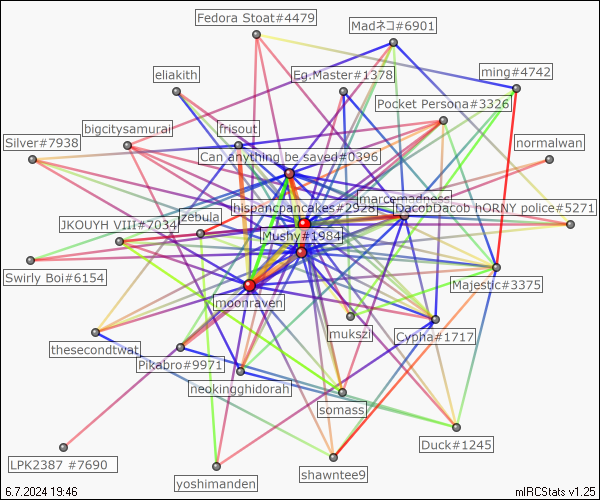 Fedora Stoat#4479
Madネコ#6901
eliakith
Eg.Master#1378
ming#4742
Pocket Persona#3326
bigcitysamurai
frisout
Silver#7938
normalwan
Can anything be saved#0396
marcemadness
hispancpancakes#2928
DacobDacob hORNY police#5271
zebula
JKOUYH VIII#7034
Mushy#1984
Swirly Boi#6154
Majestic#3375
moonraven
mukszi
Cypha#1717
thesecondtwat
Pikabro#9971
neokingghidorah
somass
Duck#1245
LPK2387 #7690
yoshimanden
shawntee9
6.7.2024 19:46
mIRCStats v1.25